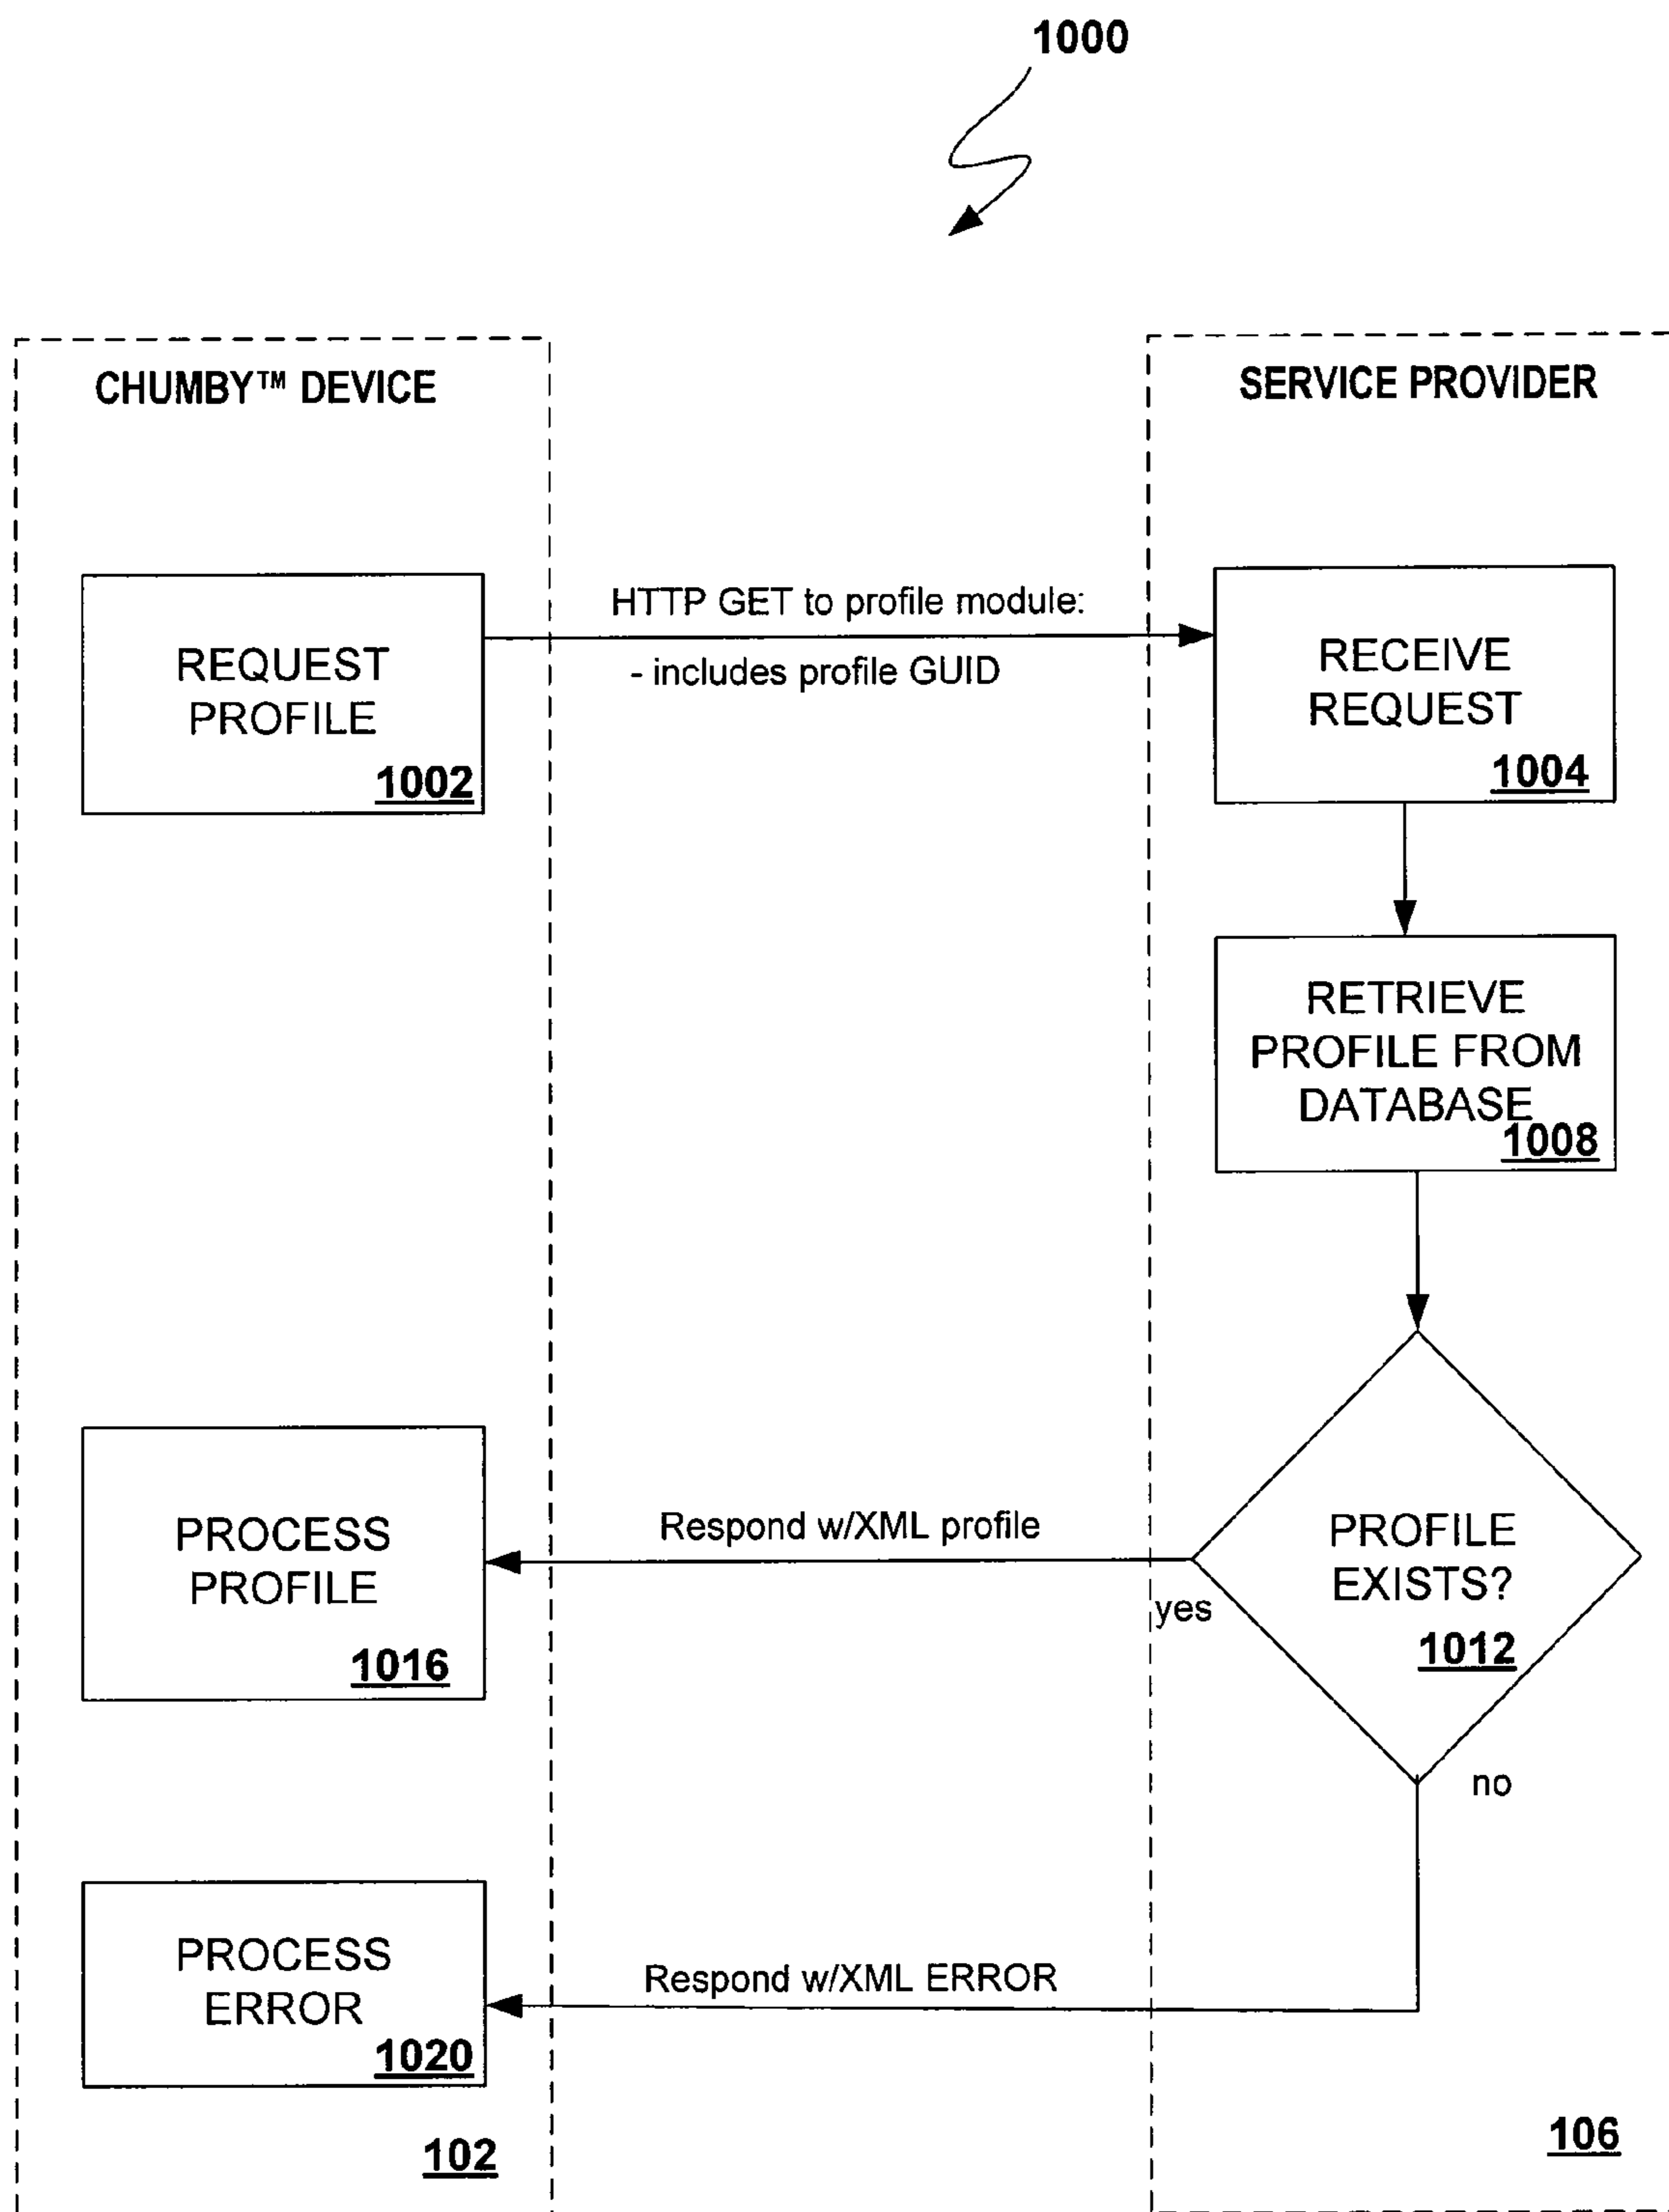 1000
CHUMBY™ DEVICE
SERVICE PROVIDER
REQUEST
PROFILE
1002
HTTP GET to profile module:
- includes profile GUID
RECEIVE
REQUEST
1004
RETRIEVE
PROFILE FROM
DATABASE
1008
PROFILE
EXISTS?
1012
yes
Respond w/XML profile
PROCESS
PROFILE
1016
no
Respond w/XML ERROR
PROCESS
ERROR
1020
102
106